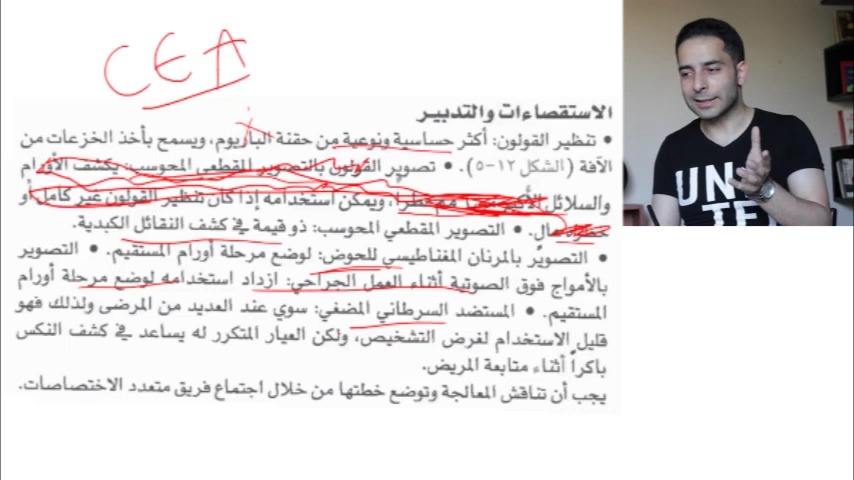 CEA
الاستقصاءات والتدبير
• تنظير القولون: أكثر حساسية ونوعية من حقنة الباريوم، ويسمح بأخذ الخزعات من
الآفة (الشكل ١٢-٥). • تصوير القولون بالتصوير المقطعي المحوسب: يكشف الأورام
والسلائل الأكبر، ويمكن استخدامه إذا كان تنظير القولون غير كامل أو
عال. • التصوير المقطعي المحوسب: ذو قيمة في كشف النقائل الكبدية.
• التصوير بالمرنان المغناطيسي للحوض: لوضع مرحلة أورام المستقيم. • التصوير
بالأمواج فوق الصوتية أثناء العمل الجراحي: ازداد استخدامه لوضع مرحلة أورام
المستقيم. • المستضد السرطاني المضغي: سوي عند العديد من المرضى ولذلك فهو
قليل الاستخدام لغرض التشخيص، ولكن العيار المتكرر له يساعد في كشف النكس
باكراً أثناء متابعة المريض.
يجب أن تناقش المعالجة وتوضع خطتها من خلال اجتماع فريق متعدد الاختصاصات.
UN
TE